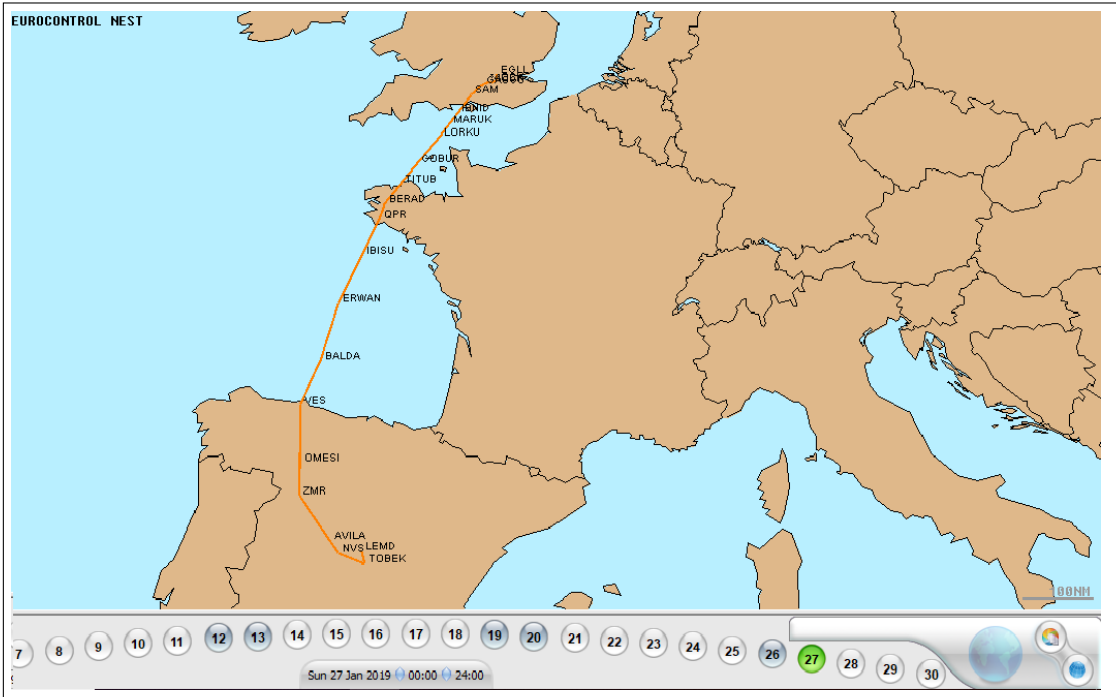 EUROCONTROL NEST
EGLL
SAM
MARUK
LORKU
GOBUR
TITUB
BERAD
QPR
IBISU
ERWAN
BALDA
OMESI
ZMR
AVILA
NVS LEMD
TOBEK
00NM
7 8 9 10 11 12 13 14 15 16 17 18 19 20 21 22 23 24 25 26 27 28 29 30
Sun 27 Jan 2019 00:00 24:00